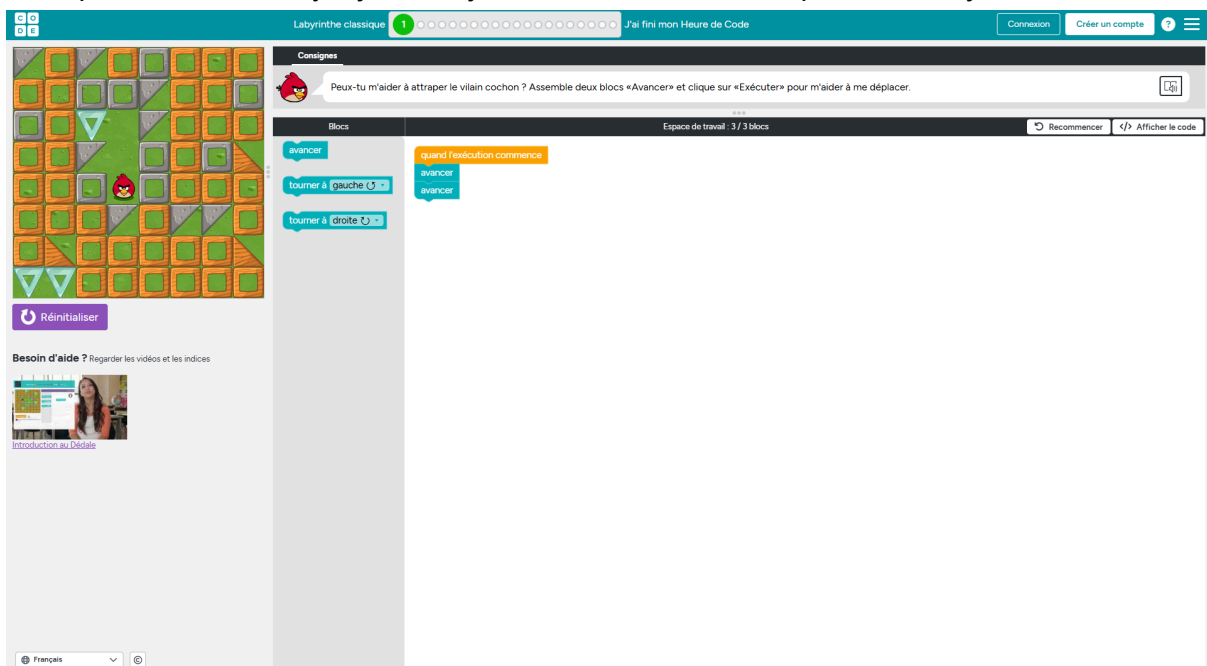 C O
D E
Labyrinthe classique
1
J'ai fini mon Heure de Code
Connexion
Créer un compte
?
Consignes
Peux-tu m'aider à attraper le vilain cochon ? Assemble deux blocs «Avancer» et clique sur «Exécuter» pour m'aider à me déplacer.
Blocs
Espace de travail : 3 / 3 blocs
Recommencer
</> Afficher le code
avancer
tourner à gauche
tourner à droite
quand l'exécution commence
avancer
avancer
Réinitialiser
Besoin d'aide ? Regarder les vidéos et les indices
Introduction au Dédale
Français
©